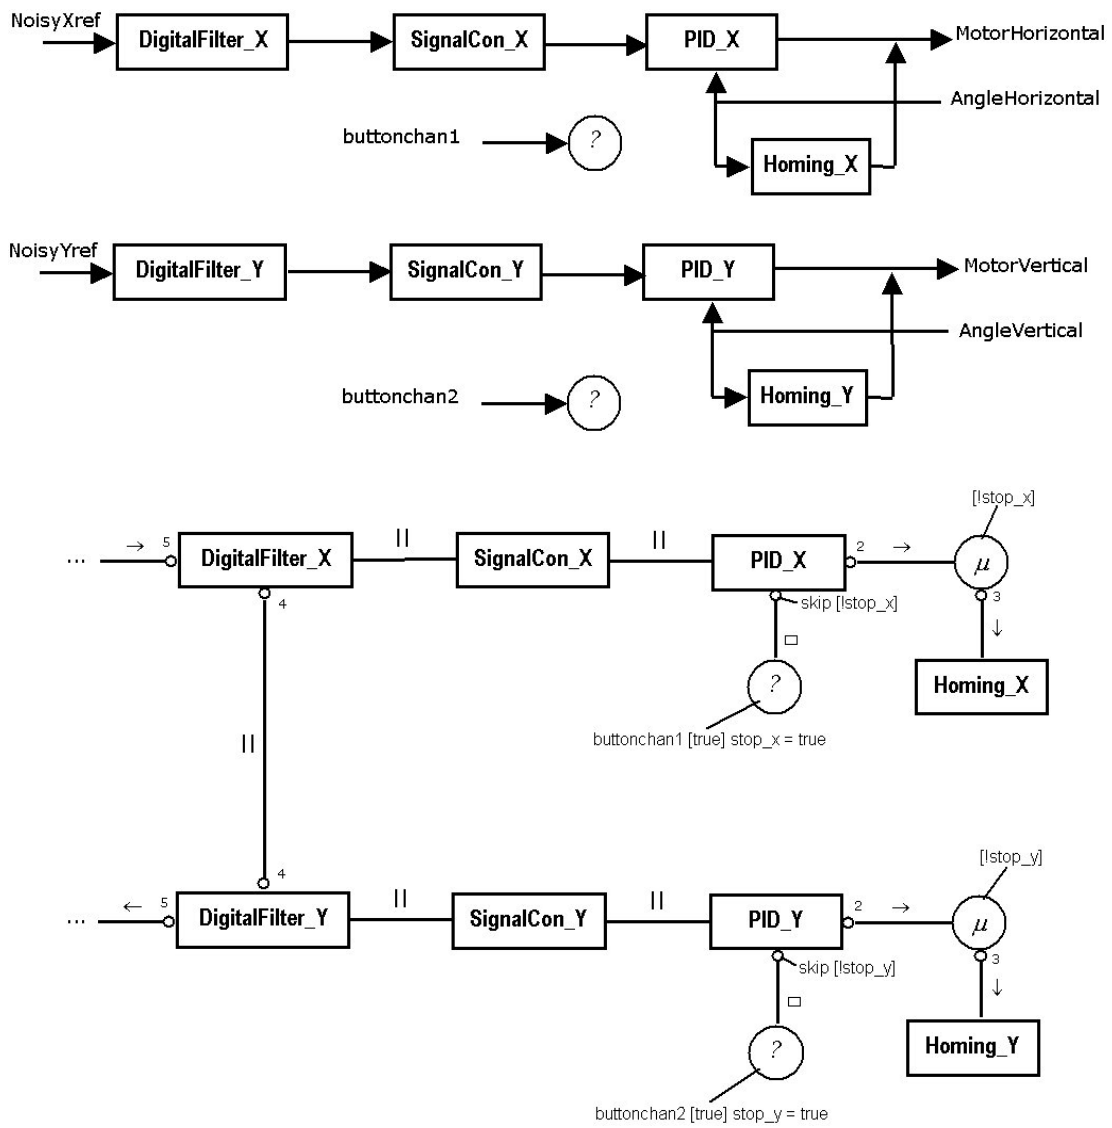 NoisyXref
DigitalFilter_X
SignalCon_X
PID_X
MotorHorizontal
AngleHorizontal
buttonchan1
?
Homing_X
NoisyYref
DigitalFilter_Y
SignalCon_Y
PID_Y
MotorVertical
AngleVertical
buttonchan2
?
Homing_Y
[!stop_x]
... → 5
DigitalFilter_X
||
SignalCon_X
||
PID_X
2 →
μ
4
skip [!stop_x]
3
□
↓
?
Homing_X
buttonchan1 [true] stop_x = true
||
[!stop_y]
4
... ← 5
DigitalFilter_Y
||
SignalCon_Y
||
PID_Y
2 →
μ
skip [!stop_y]
3
□
↓
?
Homing_Y
buttonchan2 [true] stop_y = true